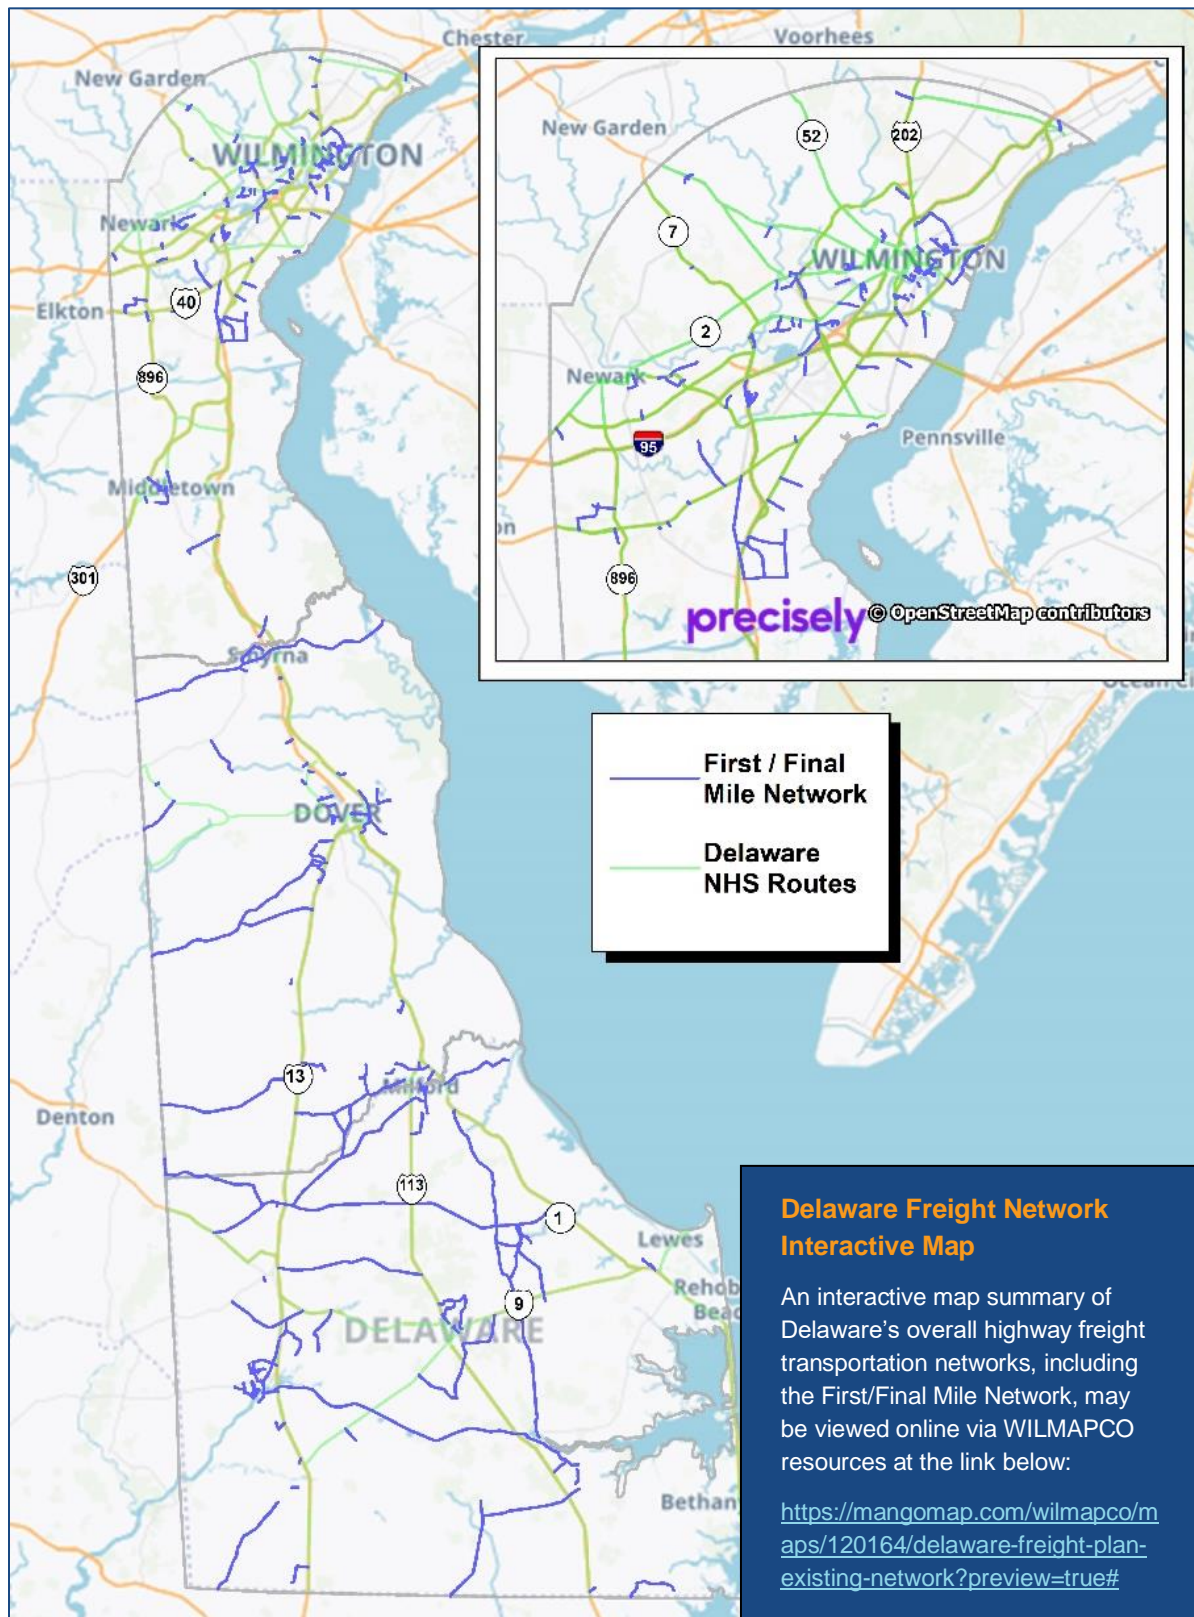 Chester
Voorhees
New Garden
WILMINGTON
Newark
Elkton
40
896
Middletown
301
Smyrna
DOVER
13
Milford
Denton
113
1
Lewes
9
DELAWARE
Bethan
New Garden
52
202
7
WILMINGTON
2
Newark
95
Pennsville
on
896
precisely
© OpenStreetMap contributors
First / Final
Mile Network
Delaware
NHS Routes
Rehob
Beac
Delaware Freight Network
Interactive Map
An interactive map summary of
Delaware’s overall highway freight
transportation networks, including
the First/Final Mile Network, may
be viewed online via WILMAPCO
resources at the link below:
https://mangomap.com/wilmapco/m
aps/120164/delaware-freight-plan-
existing-network?preview=true#